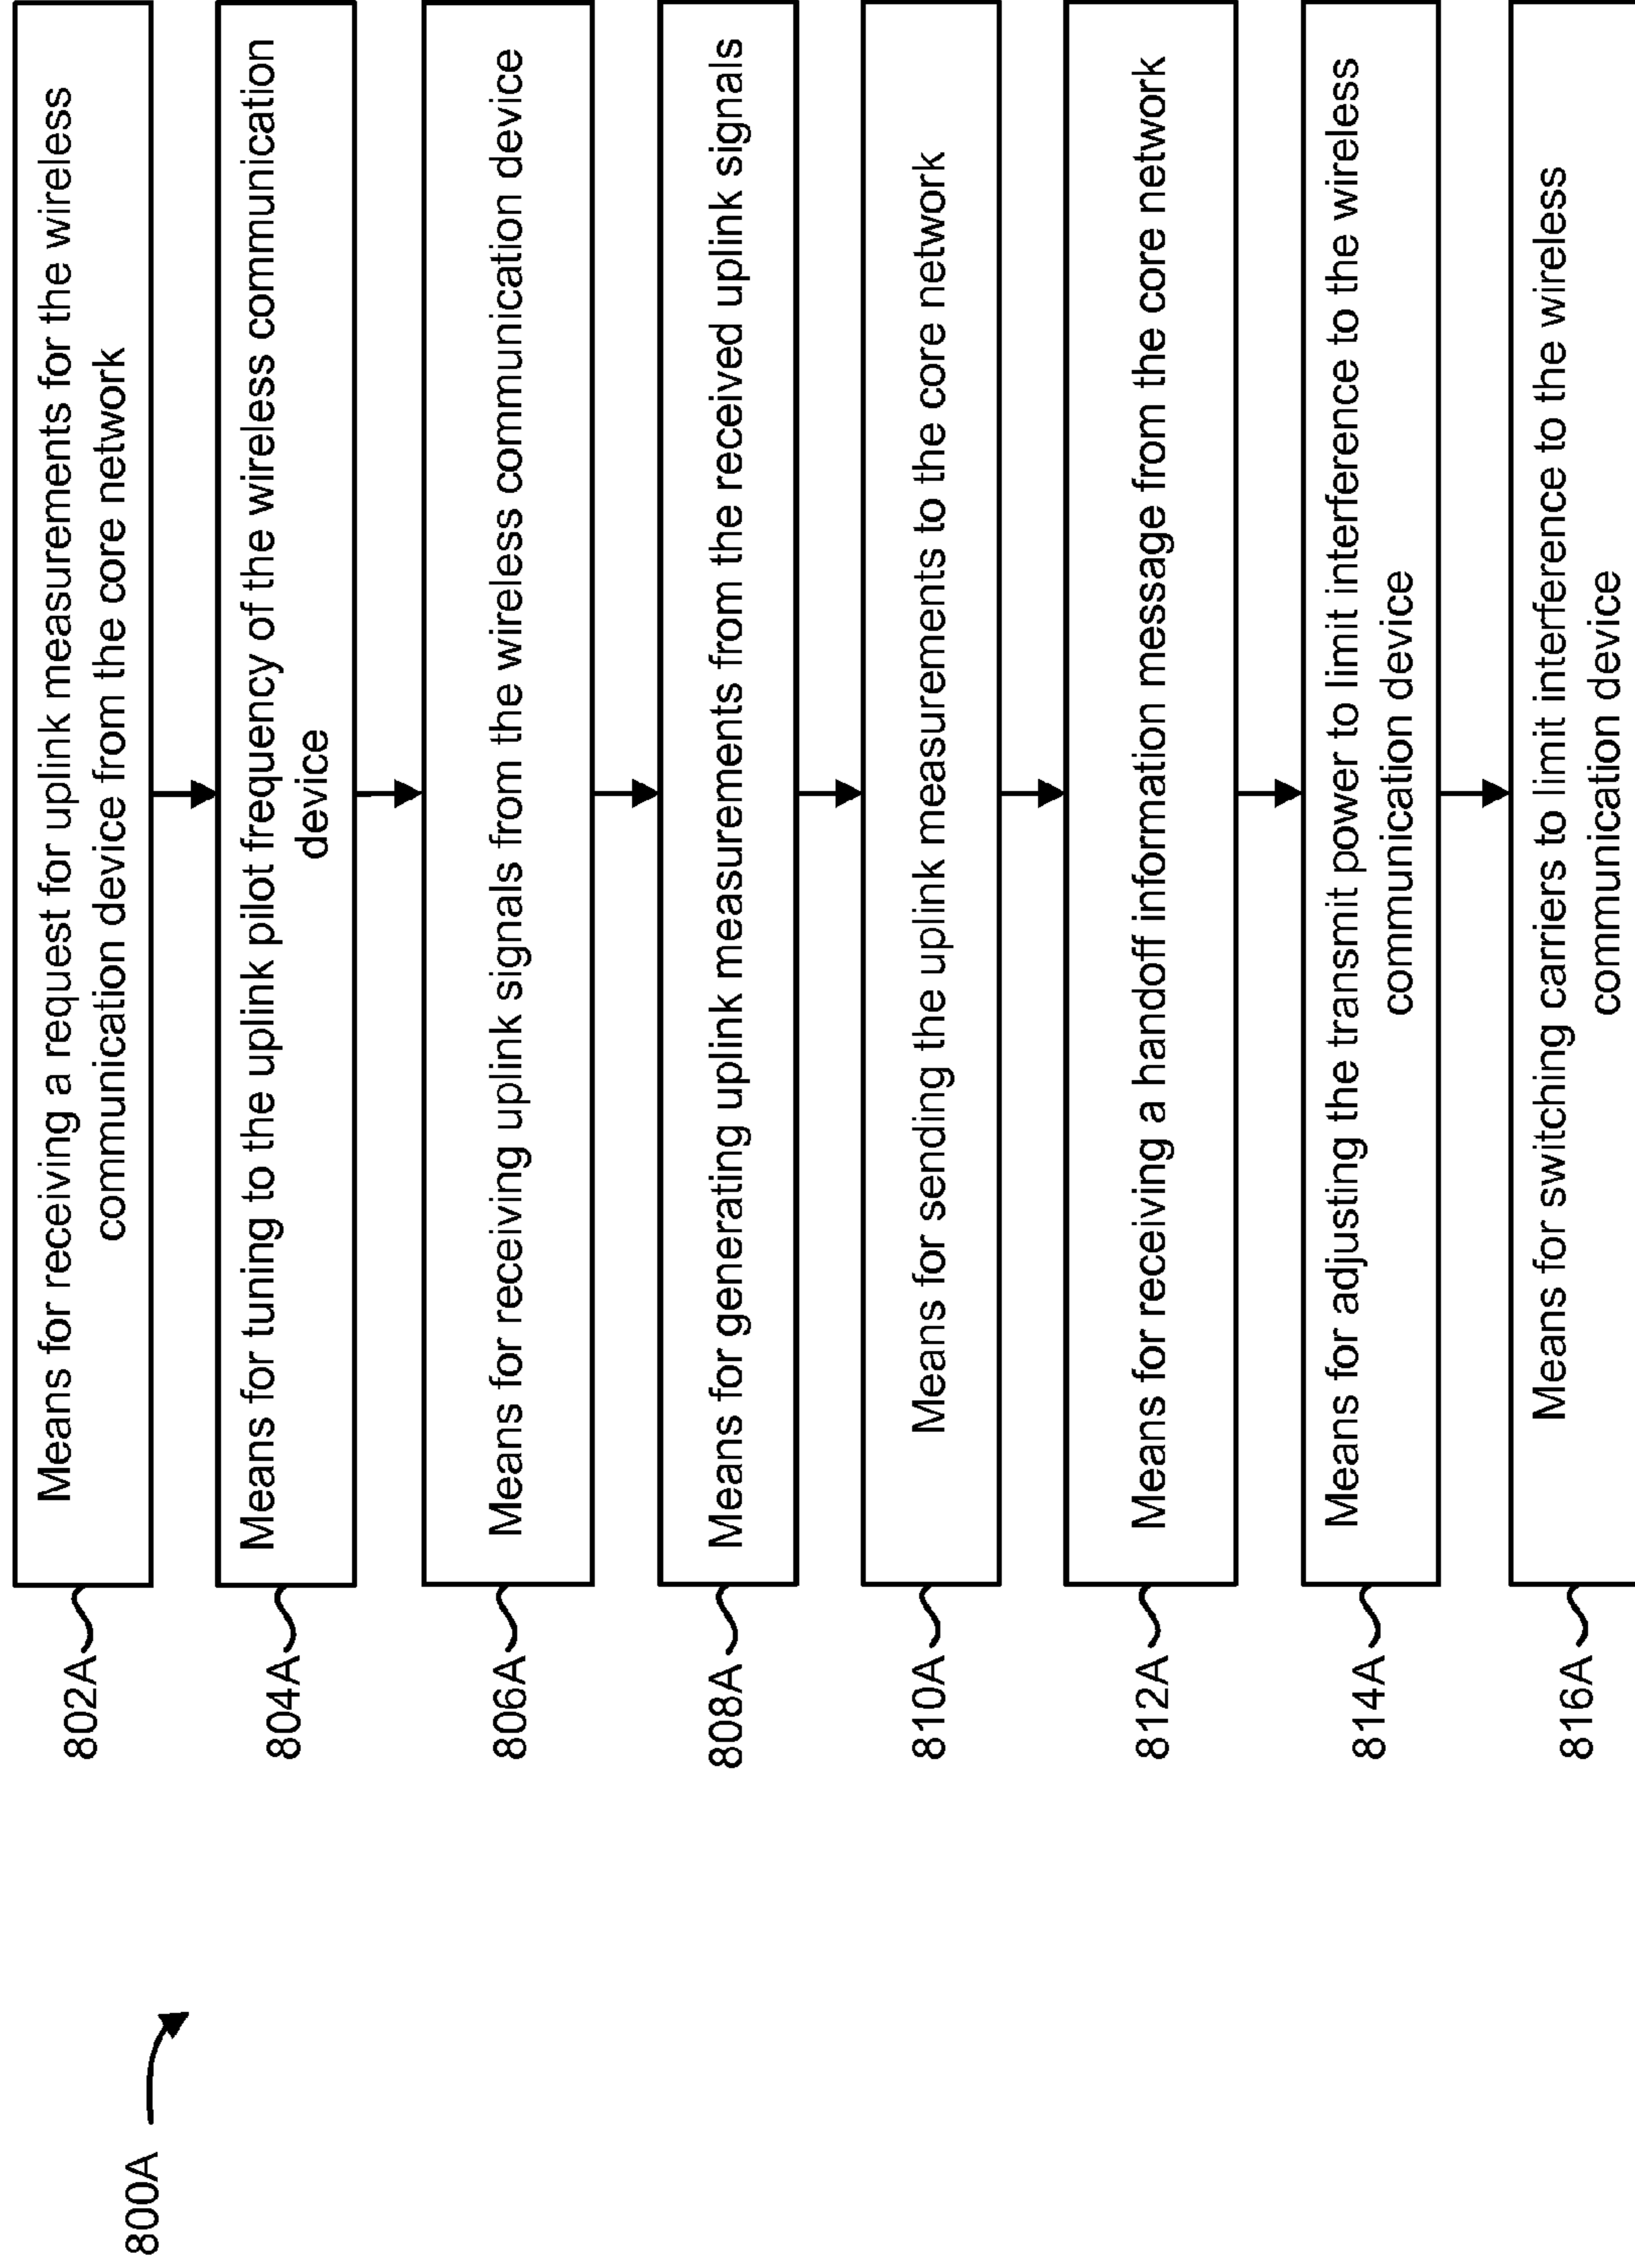 800A
802A
Means for receiving a request for uplink measurements for the wireless
communication device from the core network
804A
Means for tuning to the uplink pilot frequency of the wireless communication
device
806A
Means for receiving uplink signals from the wireless communication device
808A
Means for generating uplink measurements from the received uplink signals
810A
Means for sending the uplink measurements to the core network
812A
Means for receiving a handoff information message from the core network
814A
Means for adjusting the transmit power to limit interference to the wireless
communication device
816A
Means for switching carriers to limit interference to the wireless
communication device